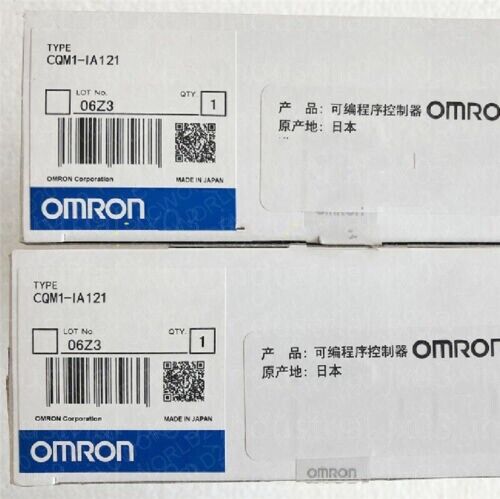 TYPE
CQM1-IA121
LOT No. QTY.
06Z3 1
OMRON Corporation MADE IN JAPAN
OMRON
产 品: 可编程序控制器 OMRO
原产地: 日本
TYPE
CQM1-IA121
LOT No. QTY.
06Z3 1
OMRON Corporation MADE IN JAPAN
OMRON
产 品: 可编程序控制器 OMRON
原产地: 日本
OMRON